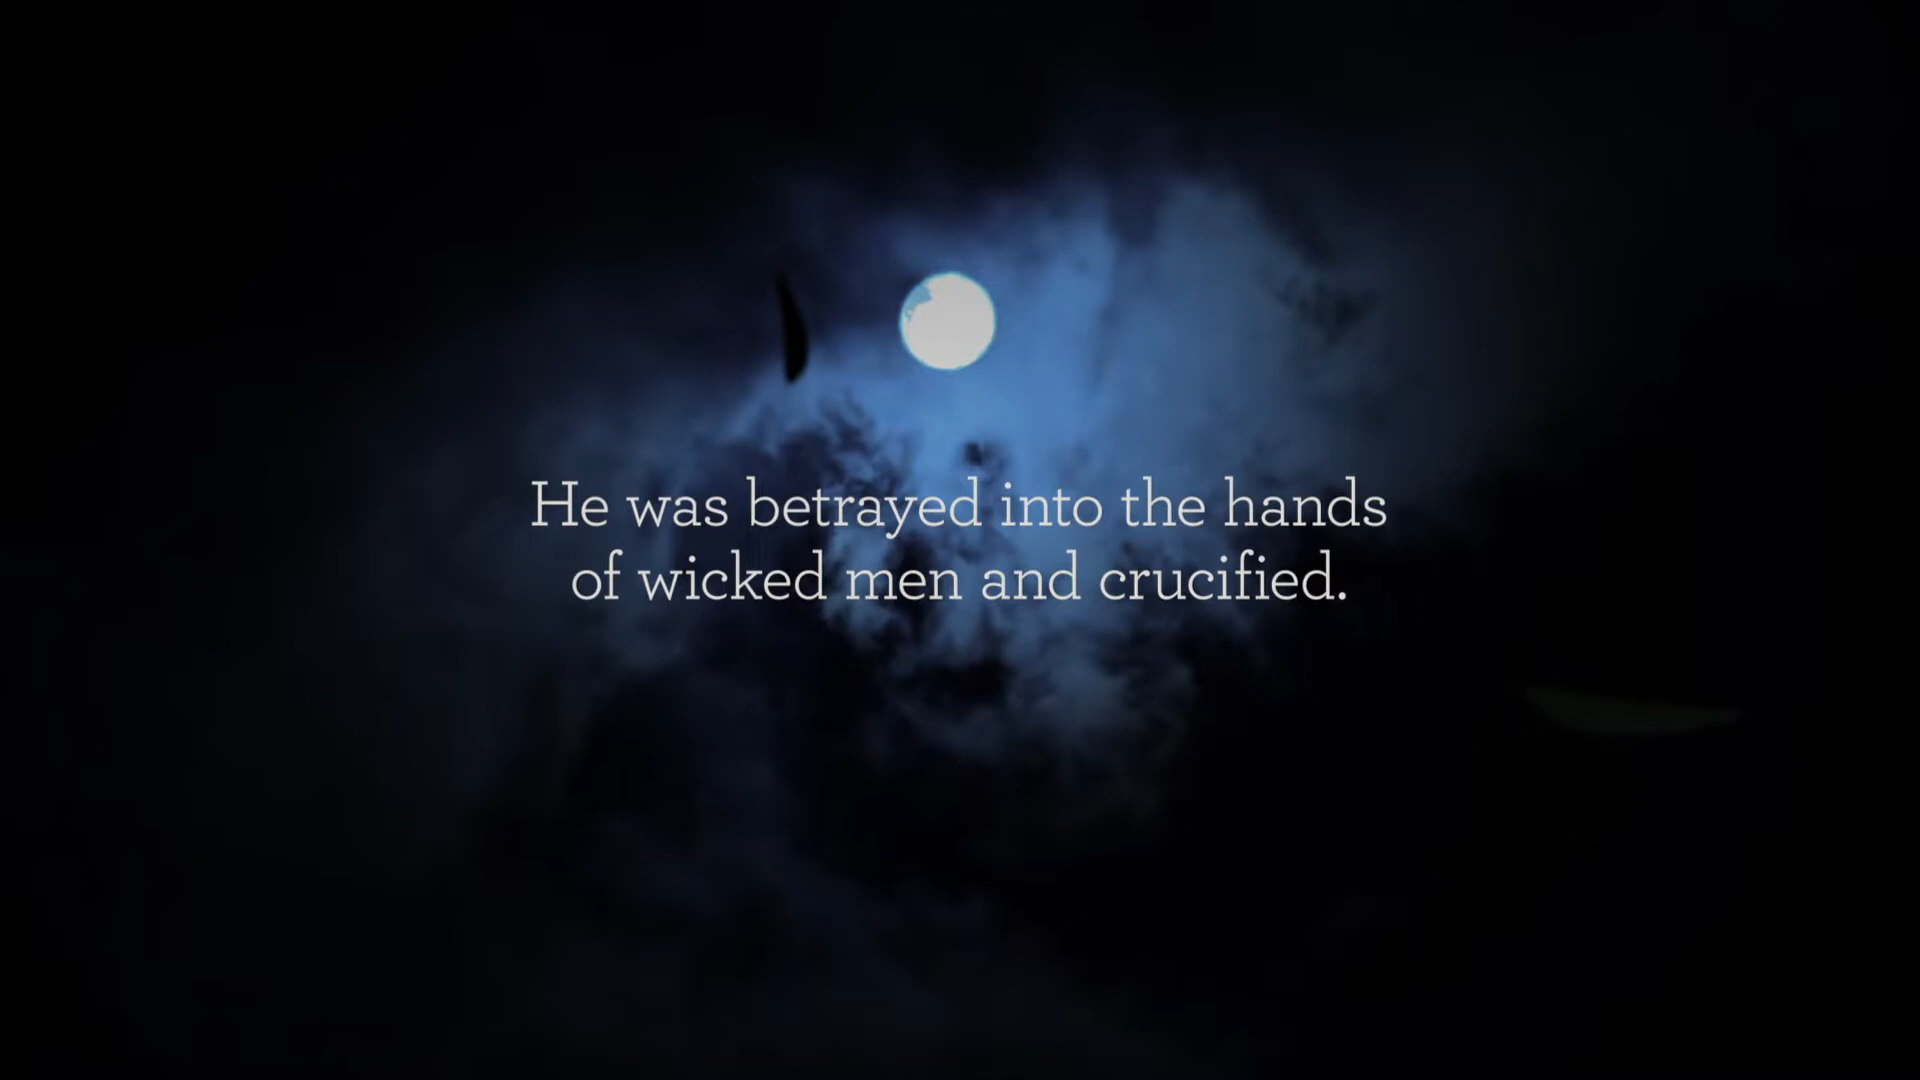 He was betrayed into the hands
of wicked men and crucified.